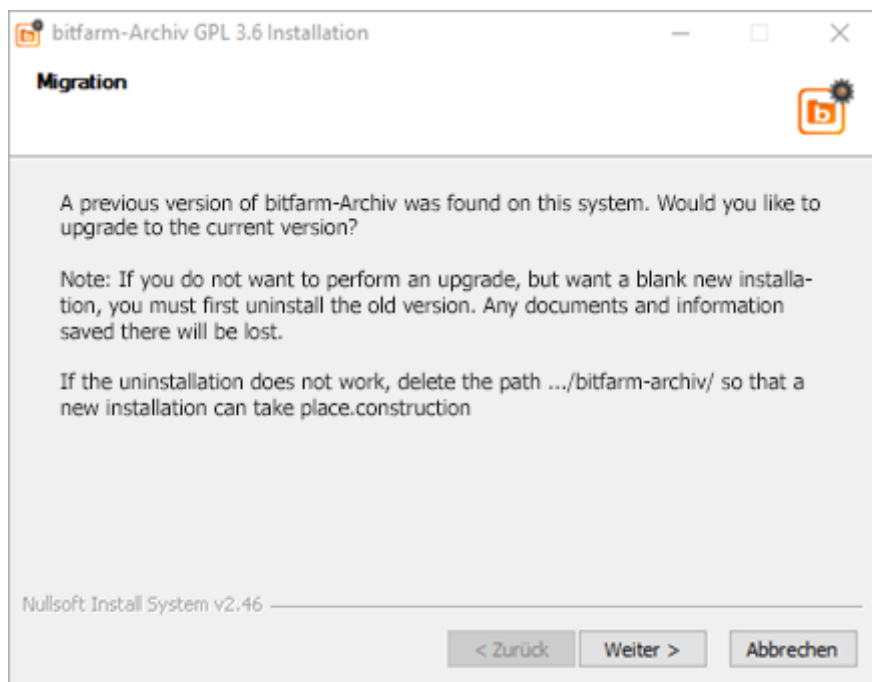 bitfarm-Archiv GPL 3.6 Installation
Migration
b
A previous version of bitfarm-Archiv was found on this system. Would you like to
upgrade to the current version?
Note: If you do not want to perform an upgrade, but want a blank new installa-
tion, you must first uninstall the old version. Any documents and information
saved there will be lost.
If the uninstallation does not work, delete the path .../bitfarm-archiv/ so that a
new installation can take place.construction
Nullsoft Install System v2.46
< Zurück
Weiter >
Abbrechen